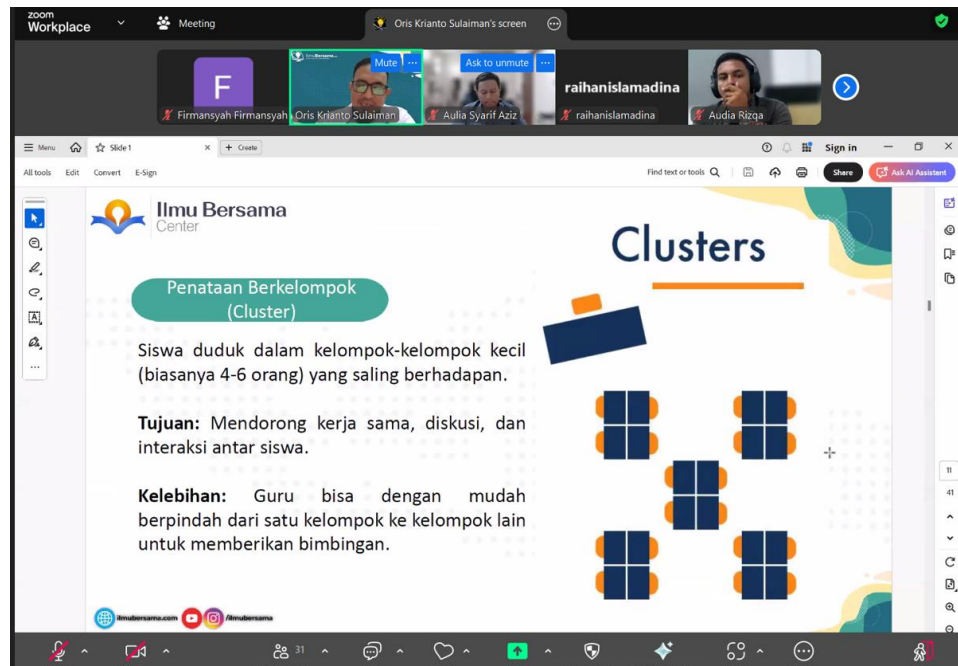 zoom
Workplace
Meeting
Oris Krianto Sulaiman's screen
F
Mute
Ask to unmute
raihanislamadina
Firmansyah Firmansyah
Oris Krianto Sulaiman
Aulia Syarif Aziz
raihanislamadina
Audia Rizqa
Menu
Slide 1
+ Create
Sign in
All tools
Edit
Convert
E-Sign
Find text or tools
Share
Ask AI Assistant
Ilmu Bersama
Center
Clusters
Penataan Berkelompok
(Cluster)
Siswa duduk dalam kelompok-kelompok kecil
(biasanya 4-6 orang) yang saling berhadapan.
Tujuan: Mendorong kerja sama, diskusi, dan
interaksi antar siswa.
Kelebihan: Guru bisa dengan mudah
berpindah dari satu kelompok ke kelompok lain
untuk memberikan bimbingan.
11
41
ilmubersama.com
/ilmubersama
31